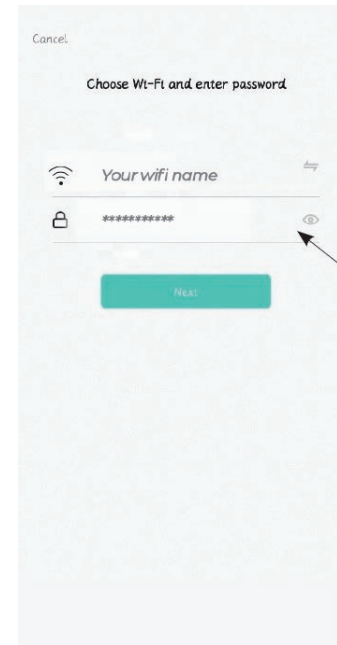 Cancel
Choose Wi-Fi and enter password
Your wifi name
***********
Next